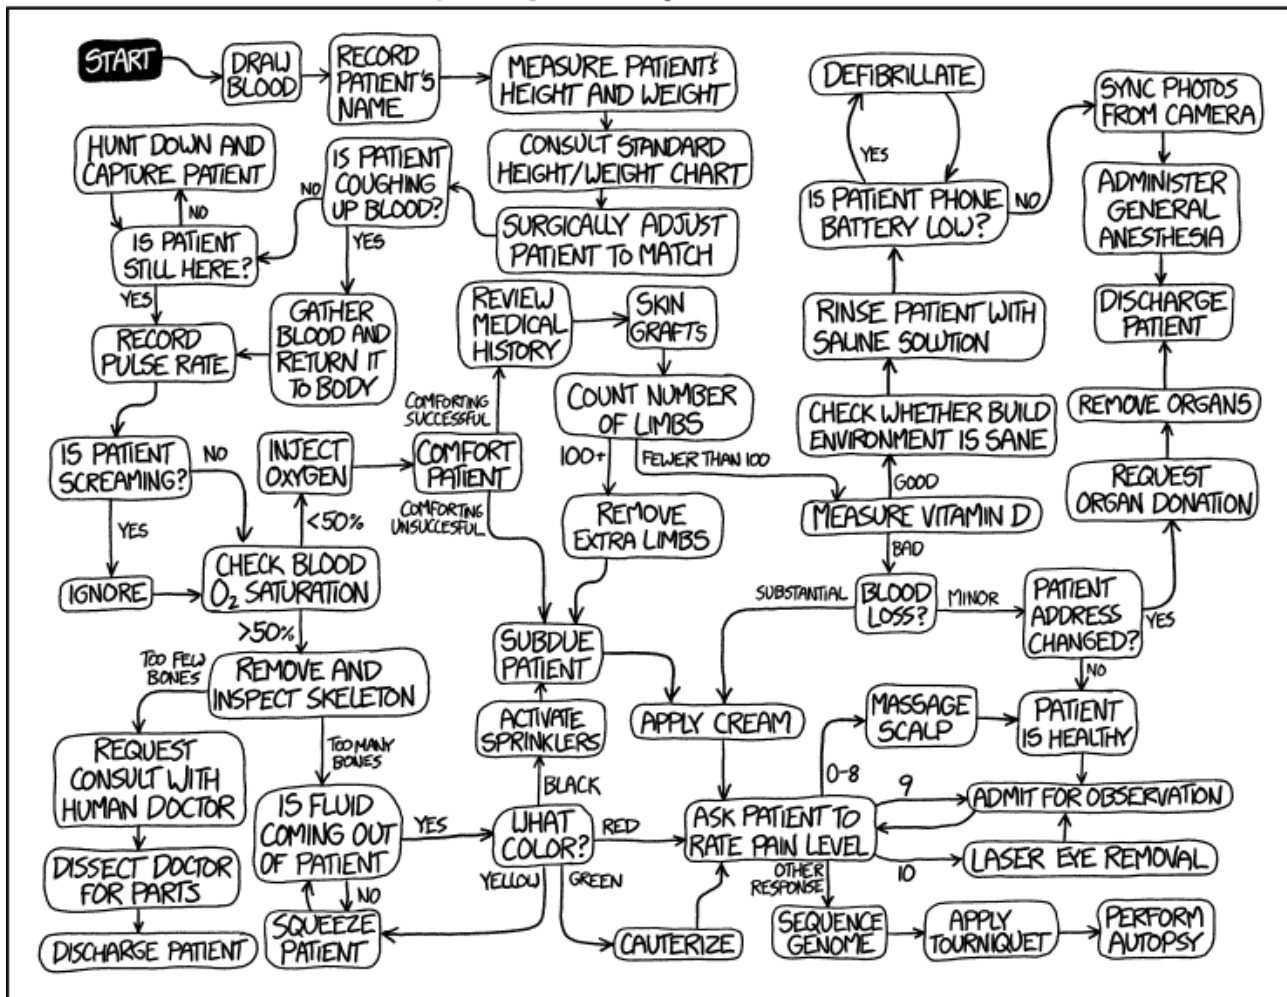 START
DRAW
BLOOD
RECORD
PATIENT'S
NAME
MEASURE PATIENT'S
HEIGHT AND WEIGHT
CONSULT STANDARD
HEIGHT/WEIGHT CHART
SURGICALLY ADJUST
PATIENT TO MATCH
IS PATIENT
COUGHING
UP BLOOD?
NO
YES
HUNT DOWN AND
CAPTURE PATIENT
NO
IS PATIENT
STILL HERE?
YES
GATHER
BLOOD AND
RETURN IT
TO BODY
RECORD
PULSE RATE
IS PATIENT
SCREAMING?
NO
YES
IGNORE
CHECK BLOOD
O2 SATURATION
<50%
INJECT
OXYGEN
COMFORT
PATIENT
COMFORTING
SUCCESSFUL
COMFORTING
UNSUCCESFUL
REVIEW
MEDICAL
HISTORY
SKIN
GRAFTS
COUNT NUMBER
OF LIMBS
100+
FEWER THAN 100
REMOVE
EXTRA LIMBS
SUBDUE
PATIENT
>50%
REMOVE AND
INSPECT SKELETON
TOO FEW
BONES
REQUEST
CONSULT WITH
HUMAN DOCTOR
DISSECT DOCTOR
FOR PARTS
DISCHARGE PATIENT
TOO MANY
BONES
IS FLUID
COMING OUT
OF PATIENT
NO
SQUEEZE
PATIENT
YES
WHAT
COLOR?
BLACK
ACTIVATE
SPRINKLERS
RED
YELLOW
GREEN
CAUTERIZE
APPLY CREAM
ASK PATIENT TO
RATE PAIN LEVEL
0-8
MASSAGE
SCALP
9
10
OTHER
RESPONSE
SEQUENCE
GENOME
APPLY
TOURNIQUET
PERFORM
AUTOPSY
LASER EYE REMOVAL
ADMIT FOR OBSERVATION
PATIENT
IS HEALTHY
MEASURE VITAMIN D
GOOD
BAD
BLOOD
LOSS?
SUBSTANTIAL
MINOR
PATIENT
ADDRESS
CHANGED?
YES
NO
CHECK WHETHER BUILD
ENVIRONMENT IS SANE
RINSE PATIENT WITH
SALINE SOLUTION
IS PATIENT PHONE
BATTERY LOW?
YES
DEFIBRILLATE
NO
SYNC PHOTOS
FROM CAMERA
ADMINISTER
GENERAL
ANESTHESIA
DISCHARGE
PATIENT
REMOVE ORGANS
REQUEST
ORGAN DONATION